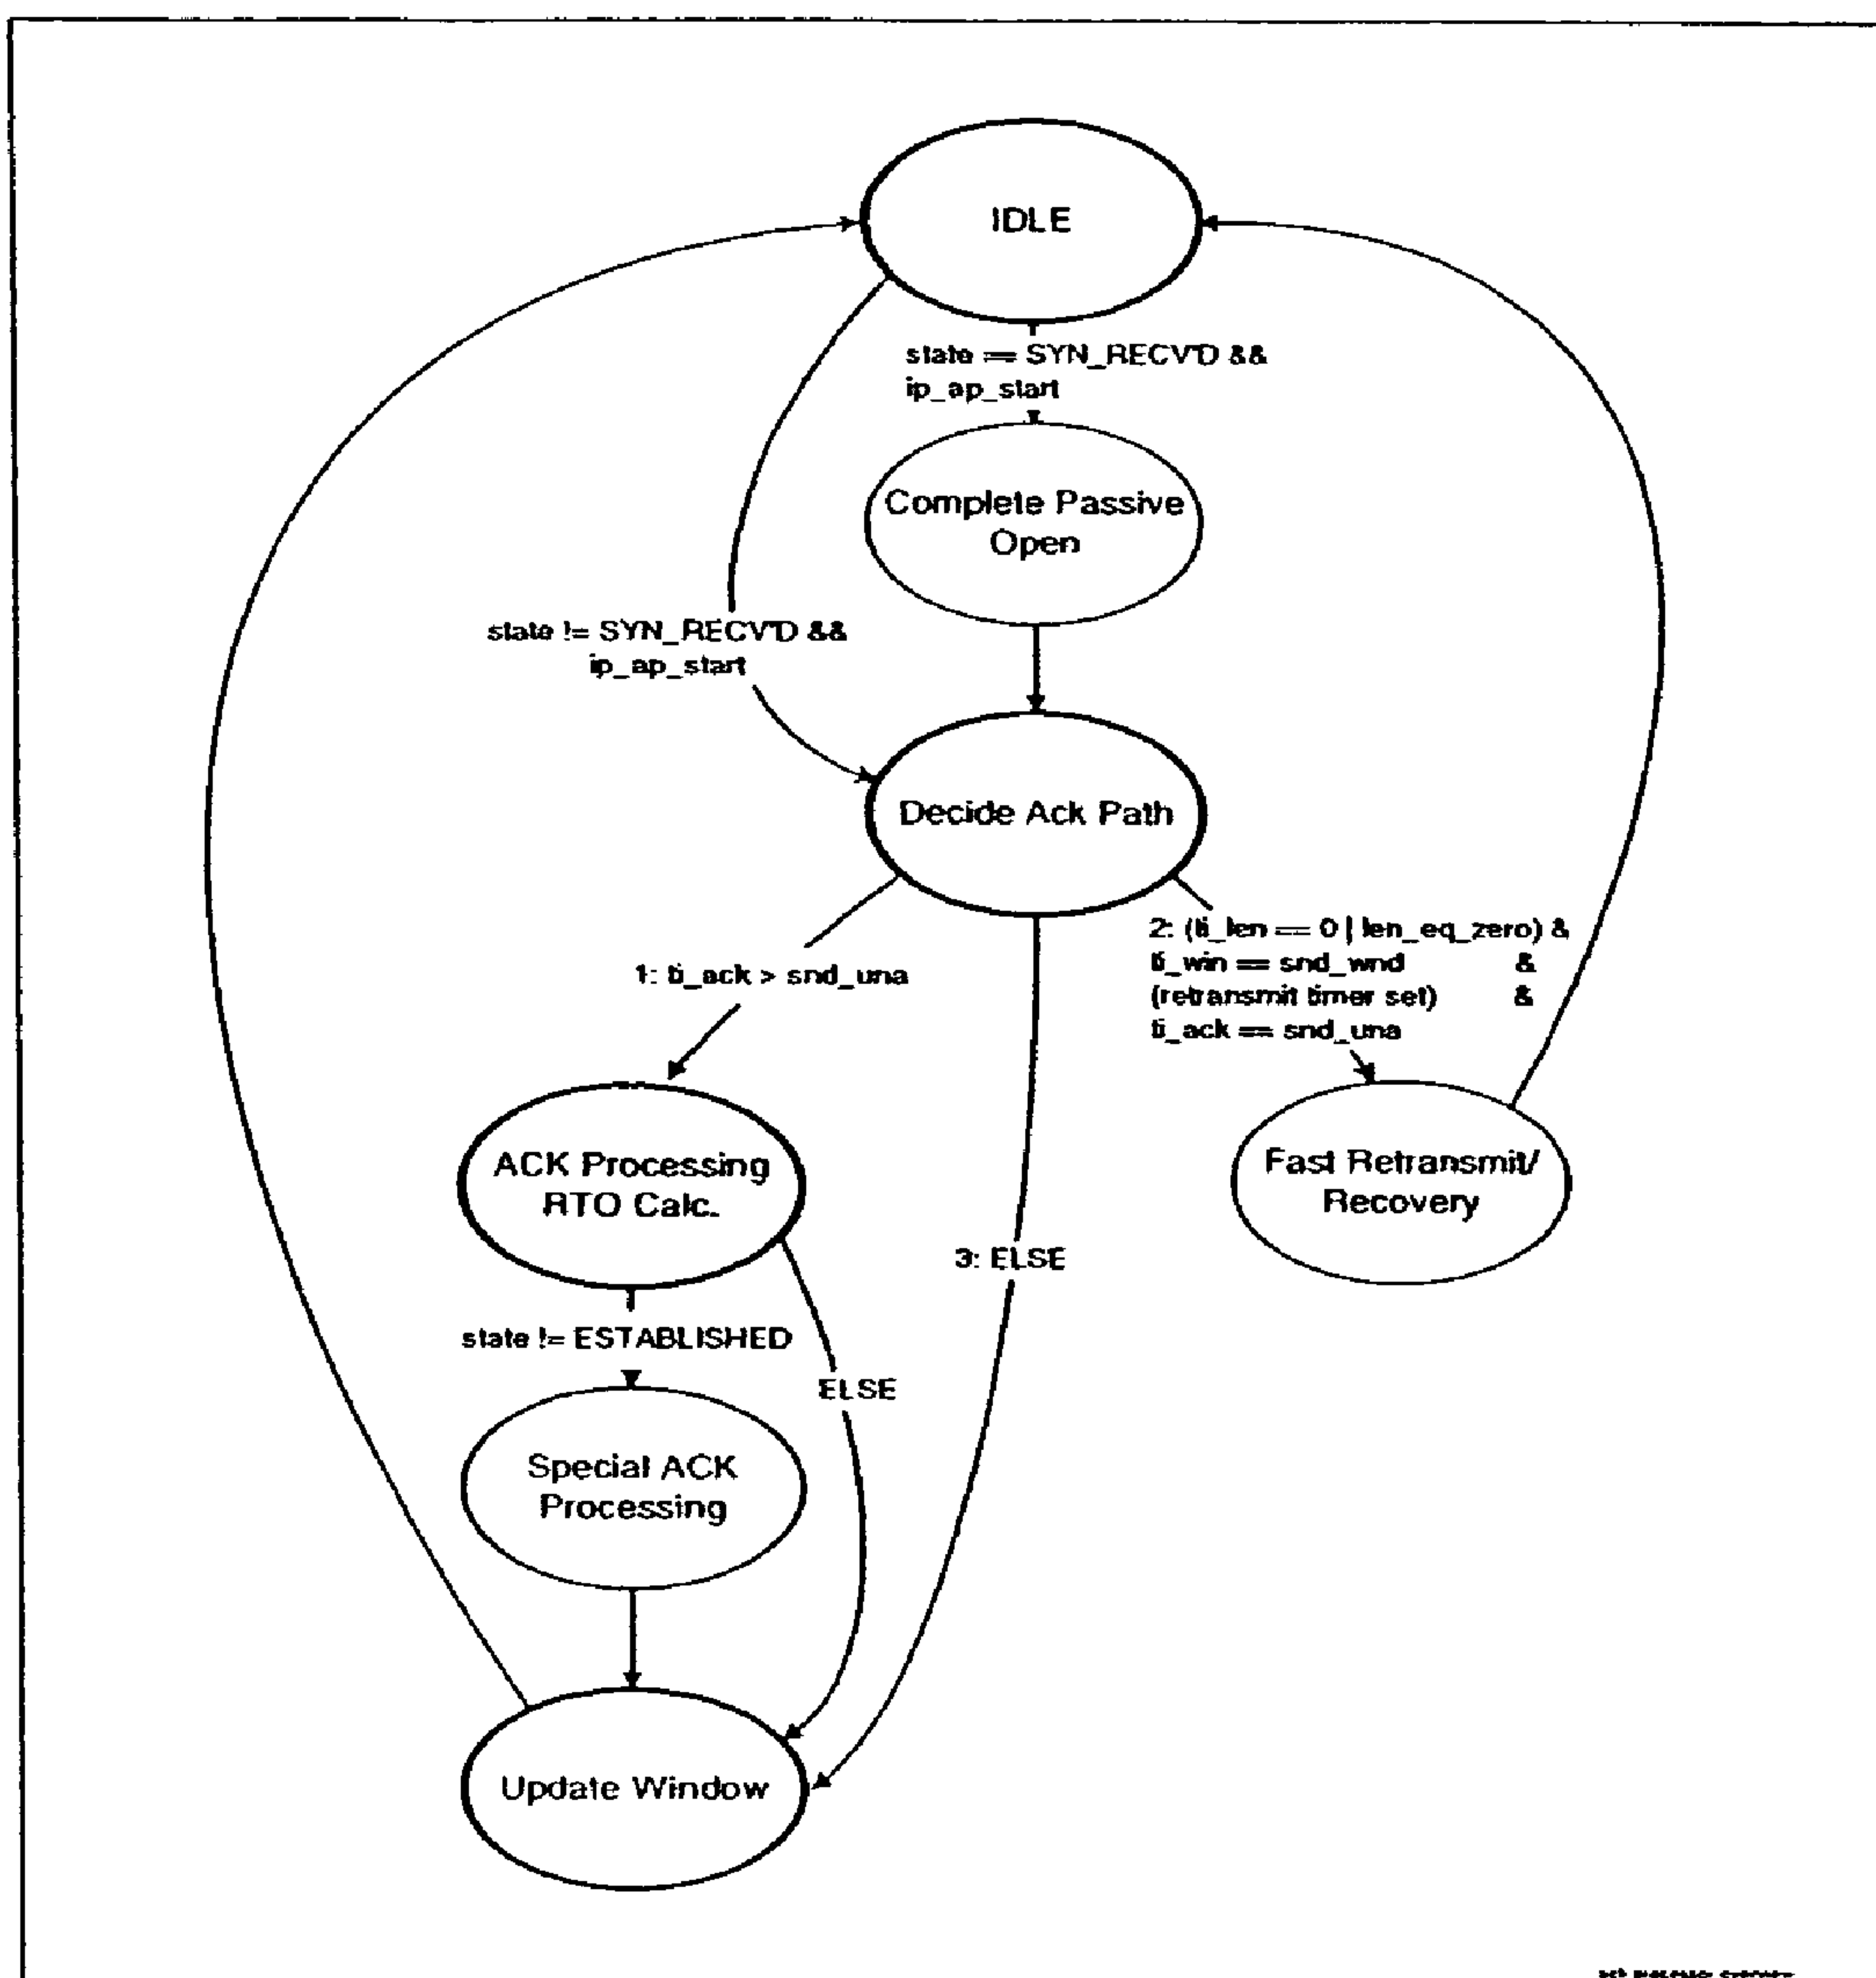 IDLE
state == SYN_RECV'D &&
ip_ap_start
Complete Passive
Open
state != SYN_RECV'D &&
ip_ap_start
Decide Ack Path
1: ti_ack > snd_una
2: (ti_len == 0 | len_eq_zero) &
ti_win == snd_wnd &
(retransmit timer set) &
ti_ack == snd_una
ACK Processing
RTO Calc.
Fast Retransmit/
Recovery
3: ELSE
state != ESTABLISHED
ELSE
Special ACK
Processing
Update Window